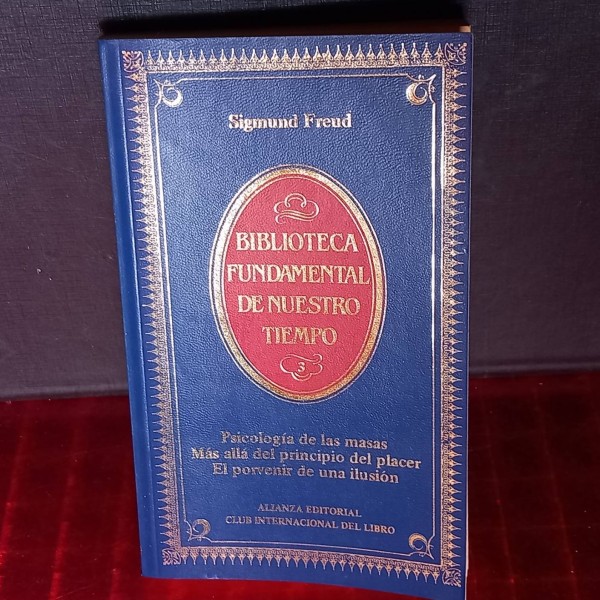 Sigmund Freud
BIBLIOTECA
FUNDAMENTAL
DE NUESTRO
TIEMPO
3
Psicología de las masas
Más allá del principio del placer
El porvenir de una ilusión
ALIANZA EDITORIAL
CLUB INTERNACIONAL DEL LIBRO